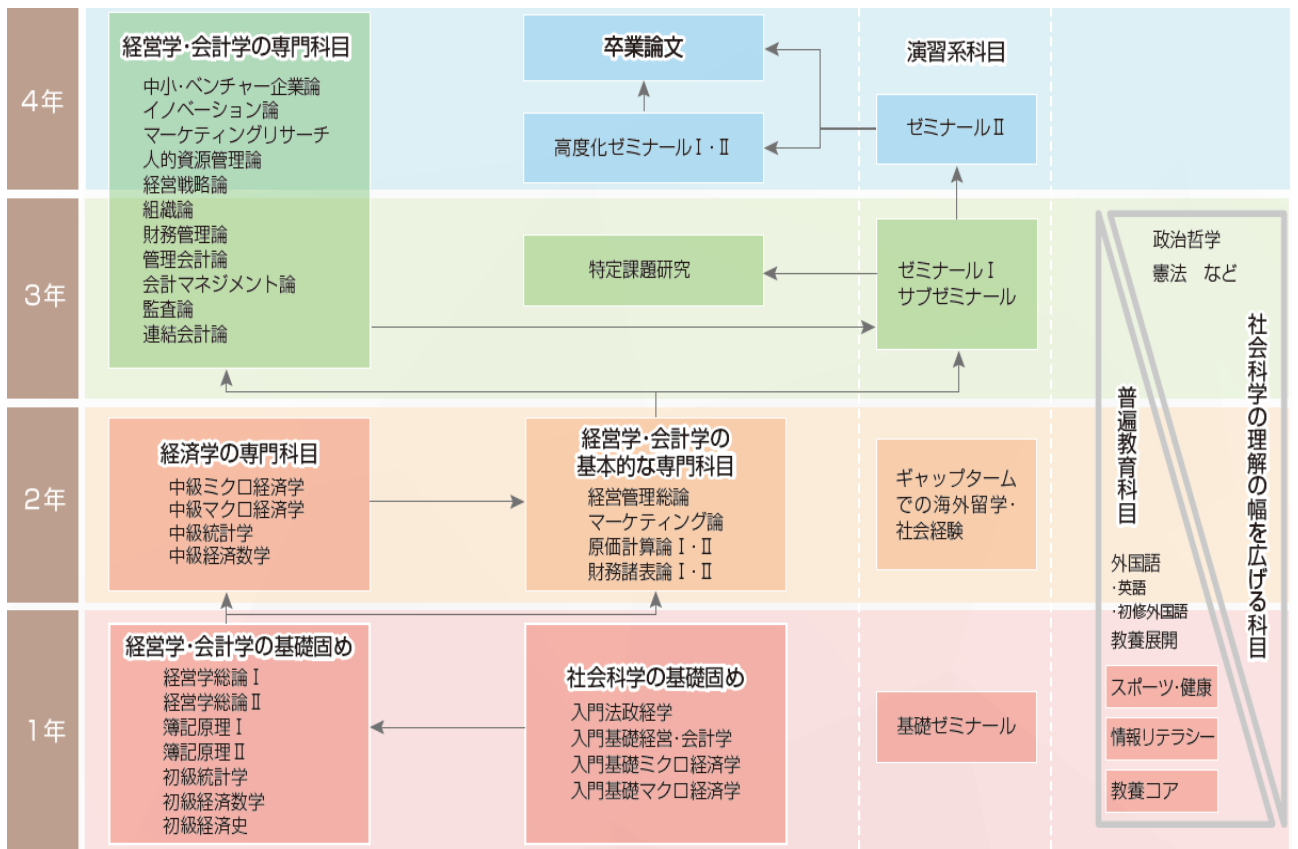 4年
経営学・会計学の専門科目
中小・ベンチャー企業論
イノベーション論
マーケティングリサーチ
人的資源管理論
経営戦略論
組織論
財務管理論
管理会計論
会計マネジメント論
監査論
連結会計論
卒業論文
高度化ゼミナールⅠ・Ⅱ
演習系科目
ゼミナールⅡ
3年
特定課題研究
ゼミナールⅠ
サブゼミナール
政治哲学
憲法 など
社会科学の理解の幅を広げる科目
普遍教育科目
2年
経済学の専門科目
中級ミクロ経済学
中級マクロ経済学
中級統計学
中級経済数学
経営学・会計学の
基本的な専門科目
経営管理総論
マーケティング論
原価計算論Ⅰ・Ⅱ
財務諸表論Ⅰ・Ⅱ
ギャップターム
での海外留学・
社会経験
外国語
・英語
・初修外国語
教養展開
スポーツ・健康
情報リテラシー
教養コア
1年
経営学・会計学の基礎固め
経営学総論Ⅰ
経営学総論Ⅱ
簿記原理Ⅰ
簿記原理Ⅱ
初級統計学
初級経済数学
初級経済史
社会科学の基礎固め
入門法政経学
入門基礎経営・会計学
入門基礎ミクロ経済学
入門基礎マクロ経済学
基礎ゼミナール